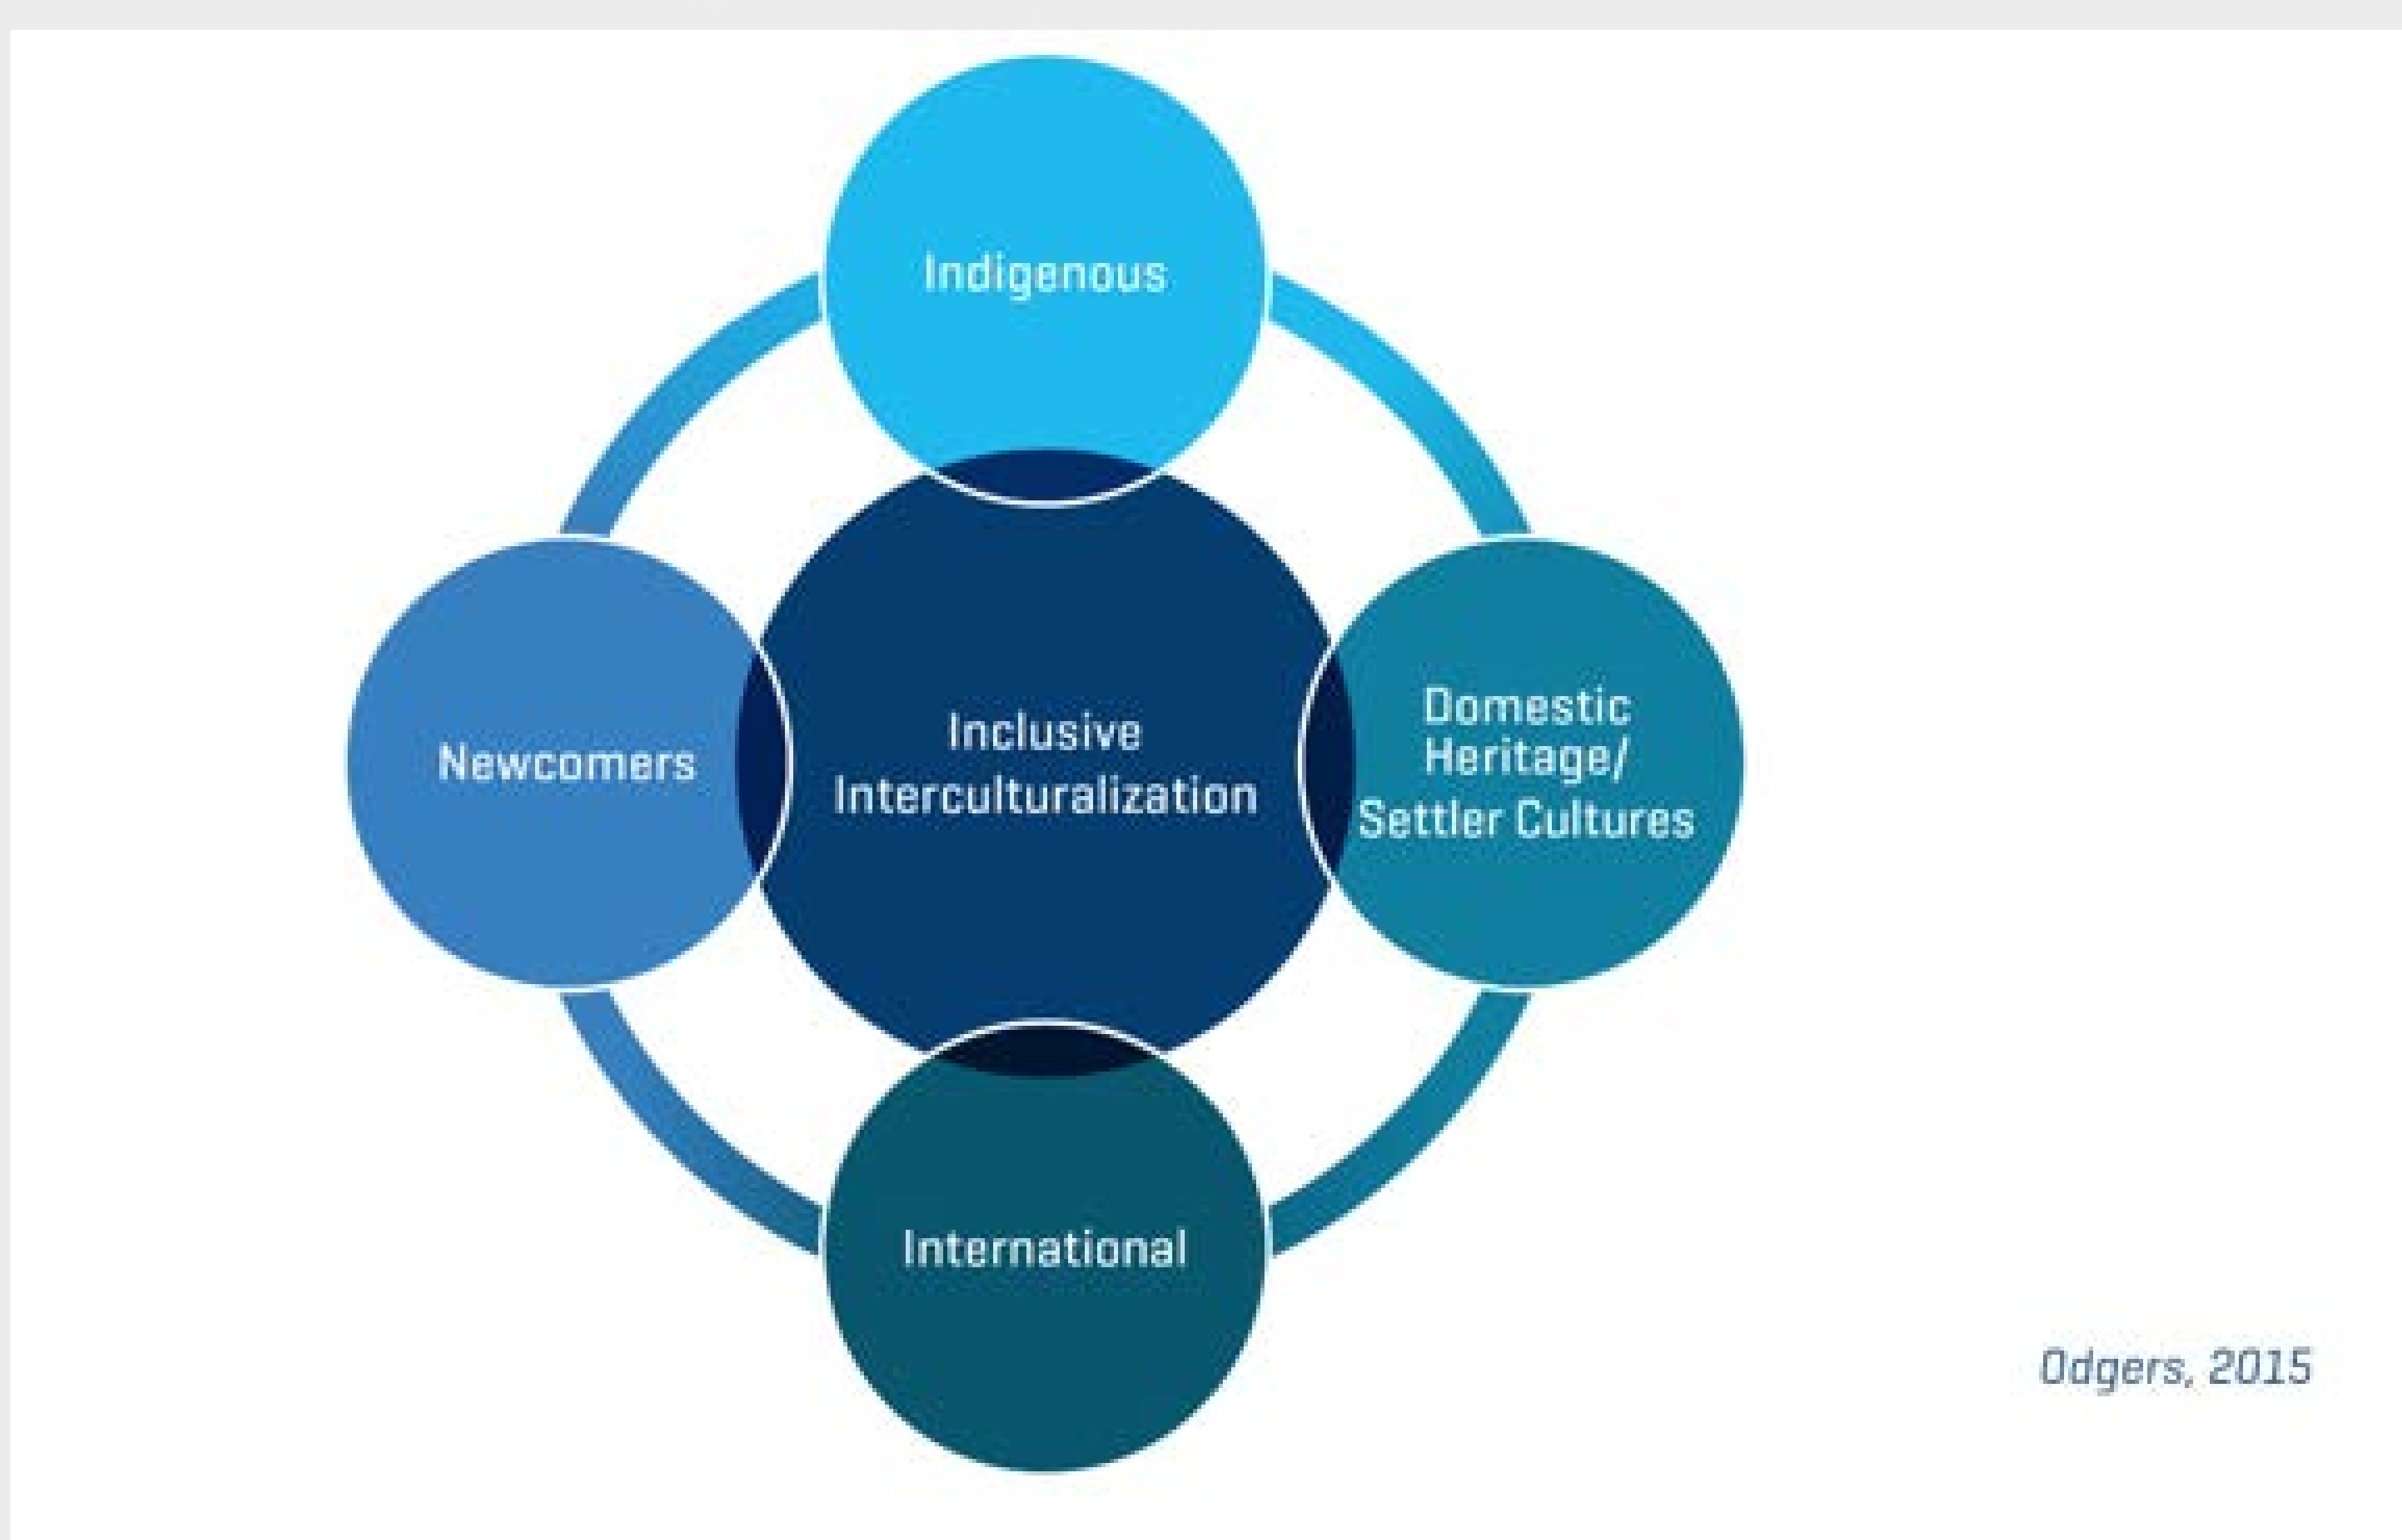 Indigenous
Newcomers
Inclusive
Interculturalization
Domestic
Heritage/
Settler Cultures
International
Odgers, 2015